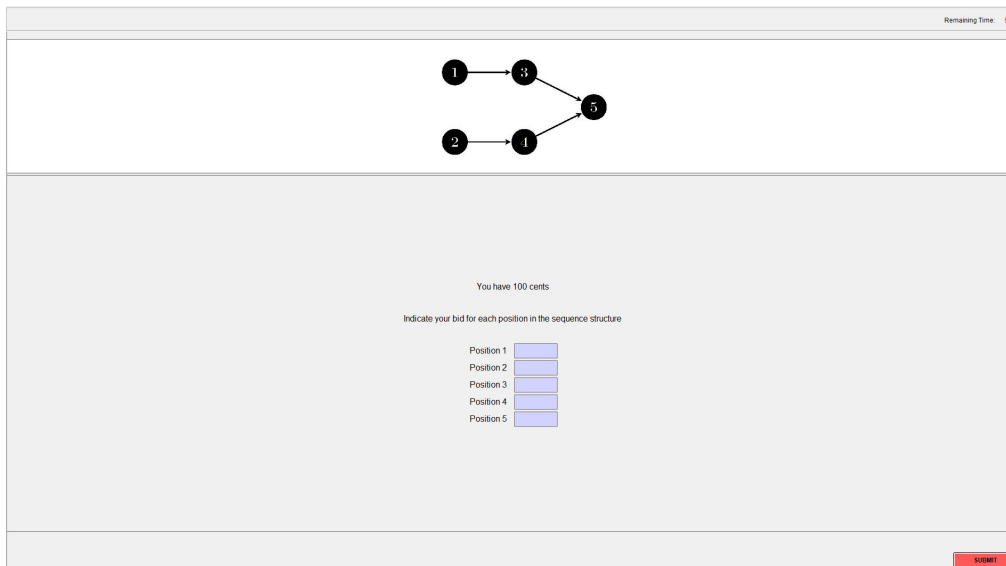 Remaining Time:
1 3
5
2 4
You have 100 cents
Indicate your bid for each position in the sequence structure
Position 1
Position 2
Position 3
Position 4
Position 5
SUBMIT